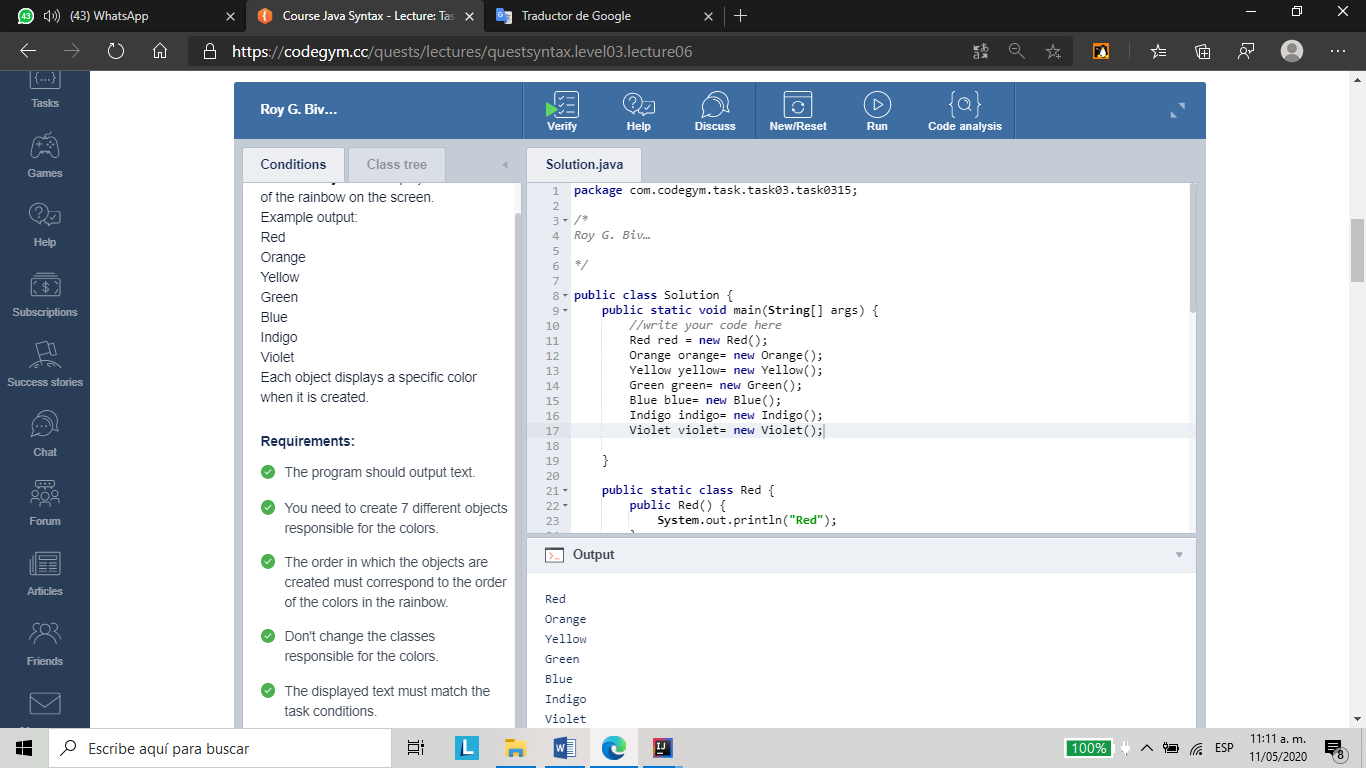 43
(43) WhatsApp
Course Java Syntax - Lecture: Tas
Traductor de Google
https://codegym.cc/quests/lectures/questsyntax.level03.lecture06
Tasks
Games
Help
Subscriptions
Success stories
Chat
Forum
Articles
Friends
Roy G. Biv...
Verify
Help
Discuss
New/Reset
Run
Code analysis
Conditions
Class tree
of the rainbow on the screen.
Example output:
Red
Orange
Yellow
Green
Blue
Indigo
Violet
Each object displays a specific color
when it is created.
Requirements:
The program should output text.
You need to create 7 different objects
responsible for the colors.
The order in which the objects are
created must correspond to the order
of the colors in the rainbow.
Don't change the classes
responsible for the colors.
The displayed text must match the
task conditions.
Solution.java
1 package com.codegym.task.task03.task0315;
2
3 /*
4 Roy G. Biv…
5
6 */
7
8 public class Solution {
9 public static void main(String[] args) {
10 //write your code here
11 Red red = new Red();
12 Orange orange= new Orange();
13 Yellow yellow= new Yellow();
14 Green green= new Green();
15 Blue blue= new Blue();
16 Indigo indigo= new Indigo();
17 Violet violet= new Violet();
18
19 }
20
21 public static class Red {
22 public Red() {
23 System.out.println("Red");
Output
Red
Orange
Yellow
Green
Blue
Indigo
Violet
Escribe aquí para buscar
100%
ESP
11:11 a. m.
11/05/2020
8